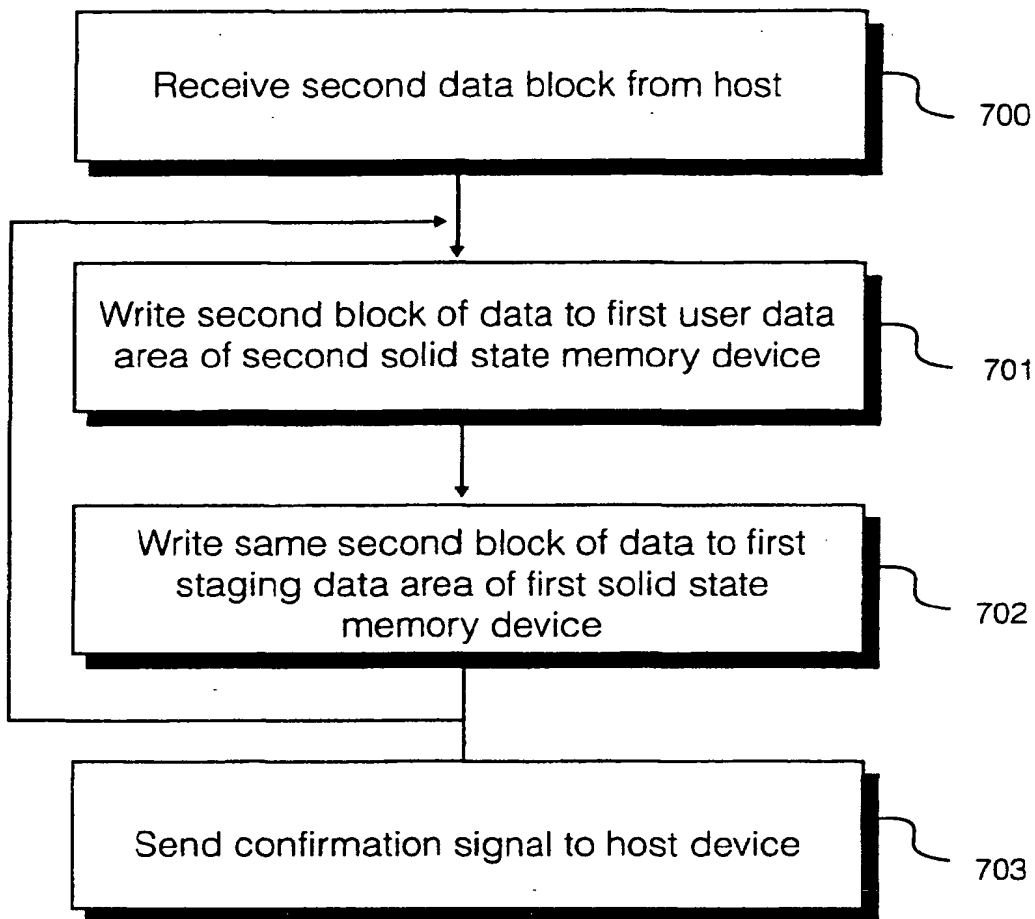 Receive second data block from host
700
Write second block of data to first user data
area of second solid state memory device
701
Write same second block of data to first
staging data area of first solid state
memory device
702
Send confirmation signal to host device
703